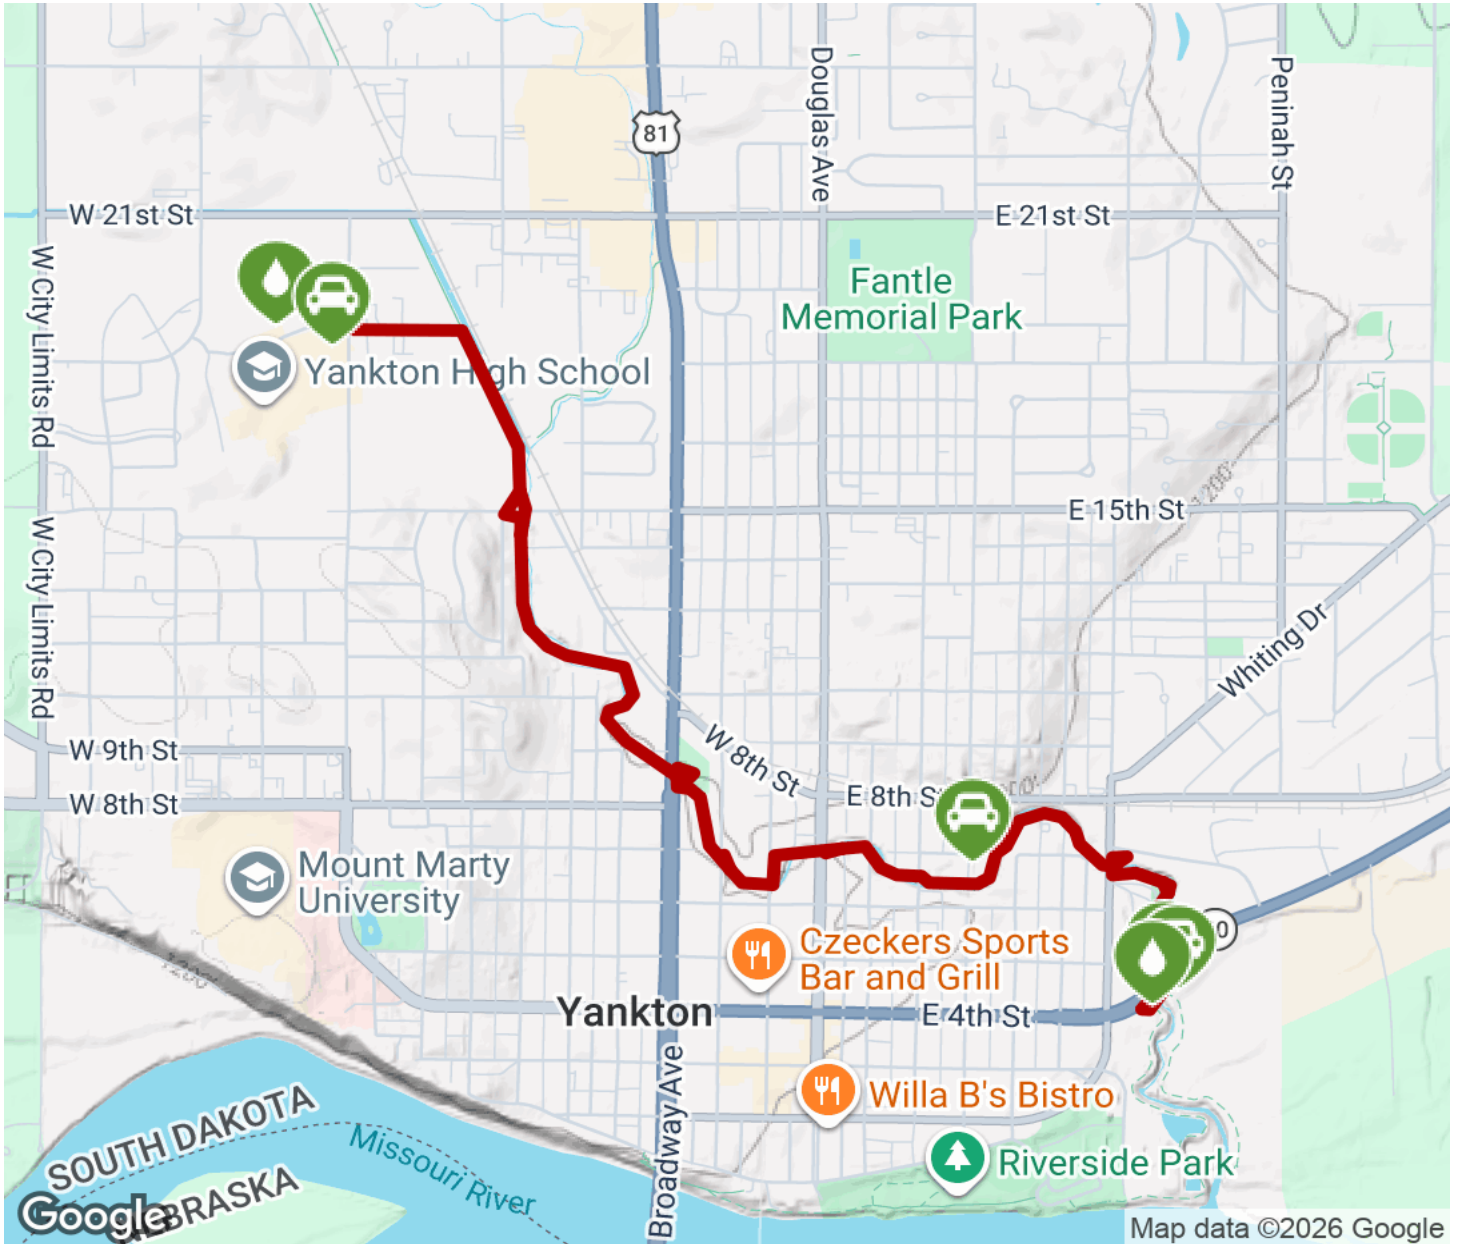 81
Douglas Ave
Peninah St
W 21st St
E 21st St
W City Limits Rd
Fantle
Memorial Park
Yankton High School
1200'
E 15th St
W City Limits Rd
Whiting Dr
W 9th St
W 8th St
W 8th St
E 8th S
Mount Marty
University
1200'
Czeckers Sports
Bar and Grill
Yankton
E 4th St
Broadway Ave
Willa B's Bistro
SOUTH DAKOTA
Missouri River
Riverside Park
NEBRASKA
Google
Map data ©2026 Google